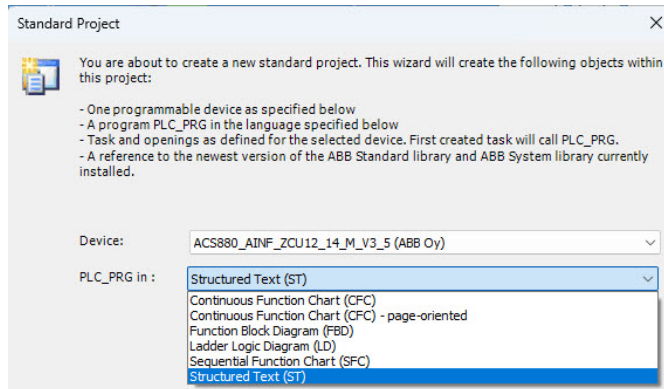 Standard Project
You are about to create a new standard project. This wizard will create the following objects within
this project:
- One programmable device as specified below
- A program PLC_PRG in the language specified below
- Task and openings as defined for the selected device. First created task will call PLC_PRG.
- A reference to the newest version of the ABB Standard library and ABB System library currently
installed.
Device:
ACS880_AINF_ZCU12_14_M_V3_5 (ABB Oy)
PLC_PRG in :
Structured Text (ST)
Continuous Function Chart (CFC)
Continuous Function Chart (CFC) - page-oriented
Function Block Diagram (FBD)
Ladder Logic Diagram (LD)
Sequential Function Chart (SFC)
Structured Text (ST)